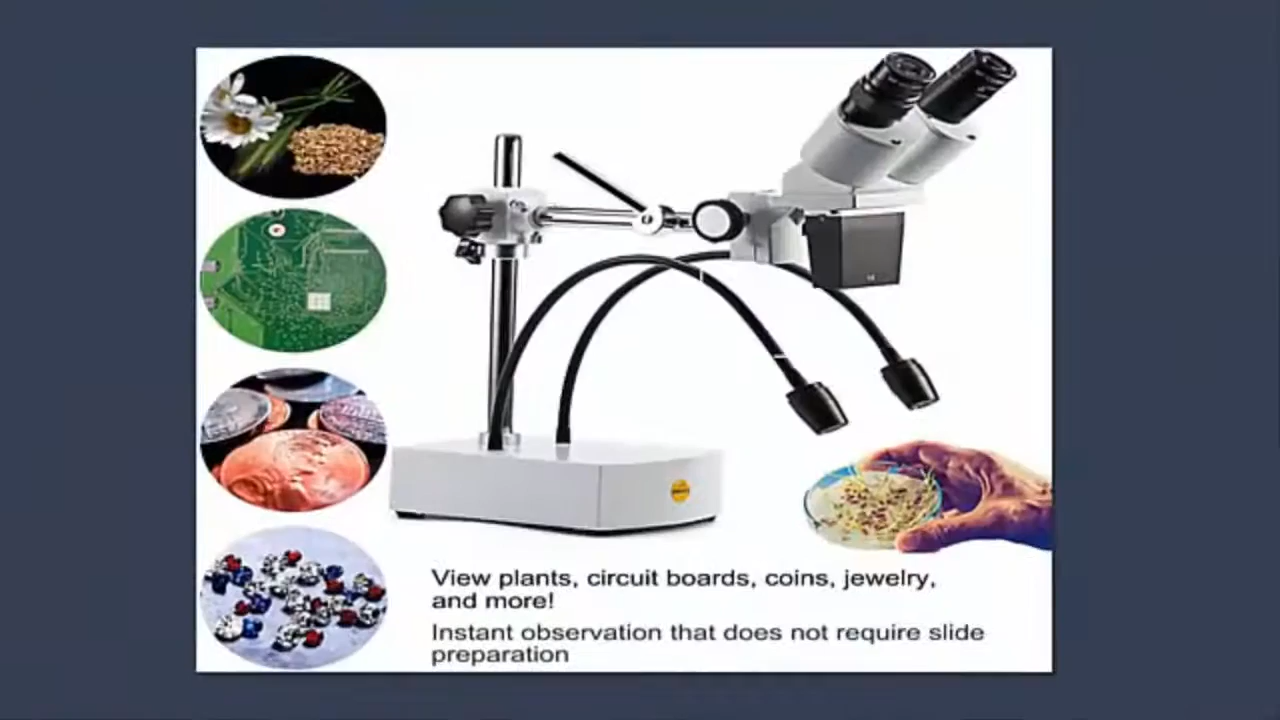 View plants, circuit boards, coins, jewelry,
and more!
Instant observation that does not require slide
preparation